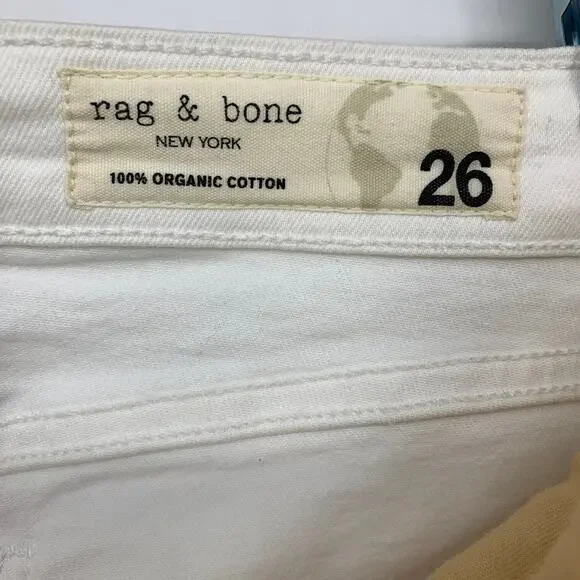 rag & bone
NEW YORK
100% ORGANIC COTTON
26